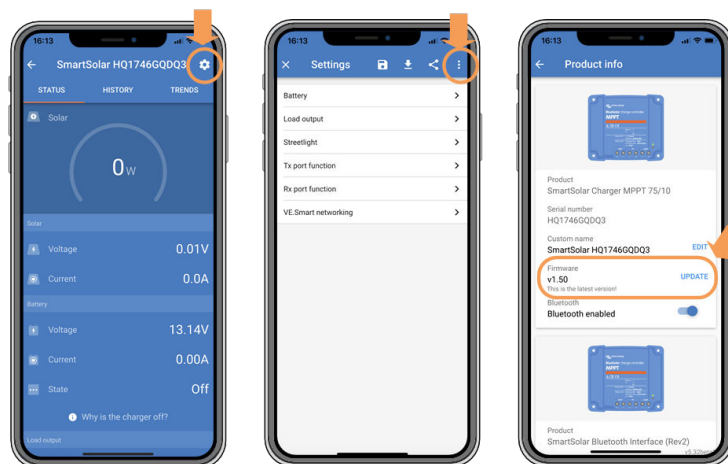 16:13
SmartSolar HQ1746GQDQ3
STATUS HISTORY TRENDS
Solar
0w
Solar
Voltage 0.01V
Current 0.0A
Battery
Voltage 13.14V
Current 0.00A
State Off
Why is the charger off?
Load output
16:13
Settings
Battery
Load output
Streetlight
Tx port function
Rx port function
VE.Smart networking
16:13
Product info
MPPT
Product
SmartSolar Charger MPPT 75/10
Serial number
HQ1746GQDQ3
Custom name
SmartSolar HQ1746GQDQ3 EDIT
Firmware
v1.50 UPDATE
This is the latest version!
Bluetooth
Bluetooth enabled
MPPT
Product
SmartSolar Bluetooth Interface (Rev2)